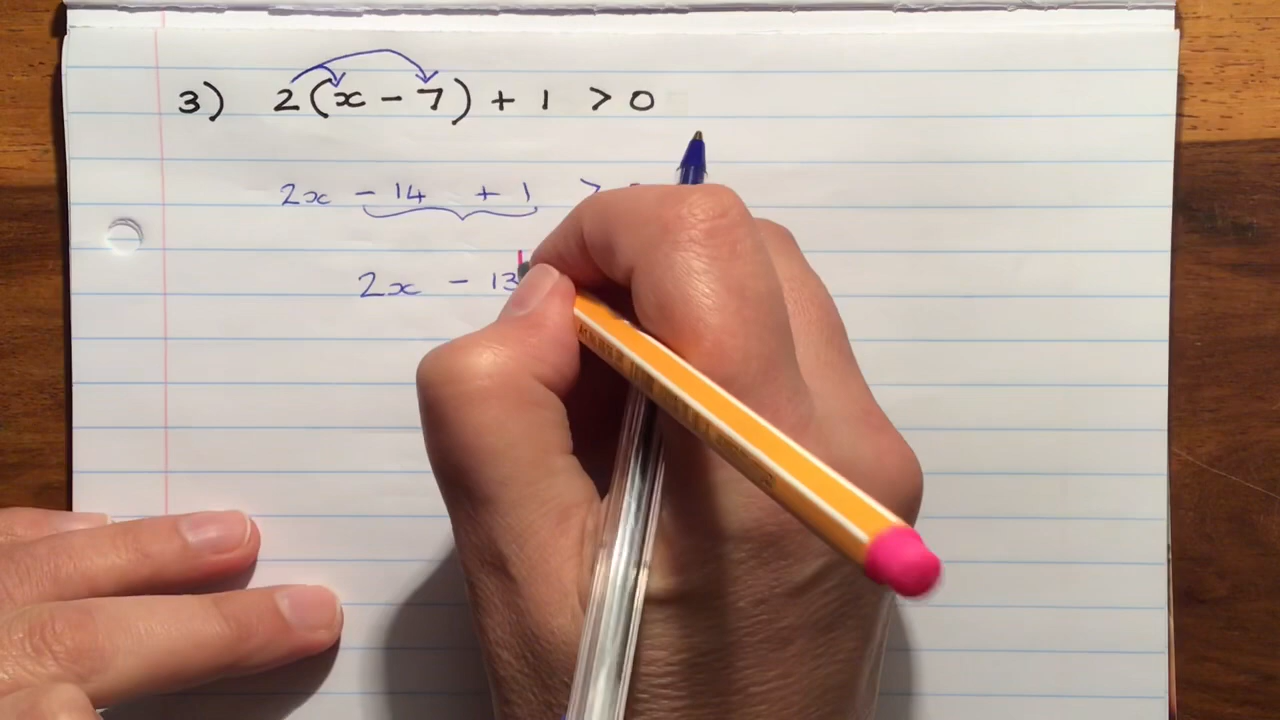 3) 2(x - 7) + 1 > 0
2x - 14 + 1 >
2x - 13